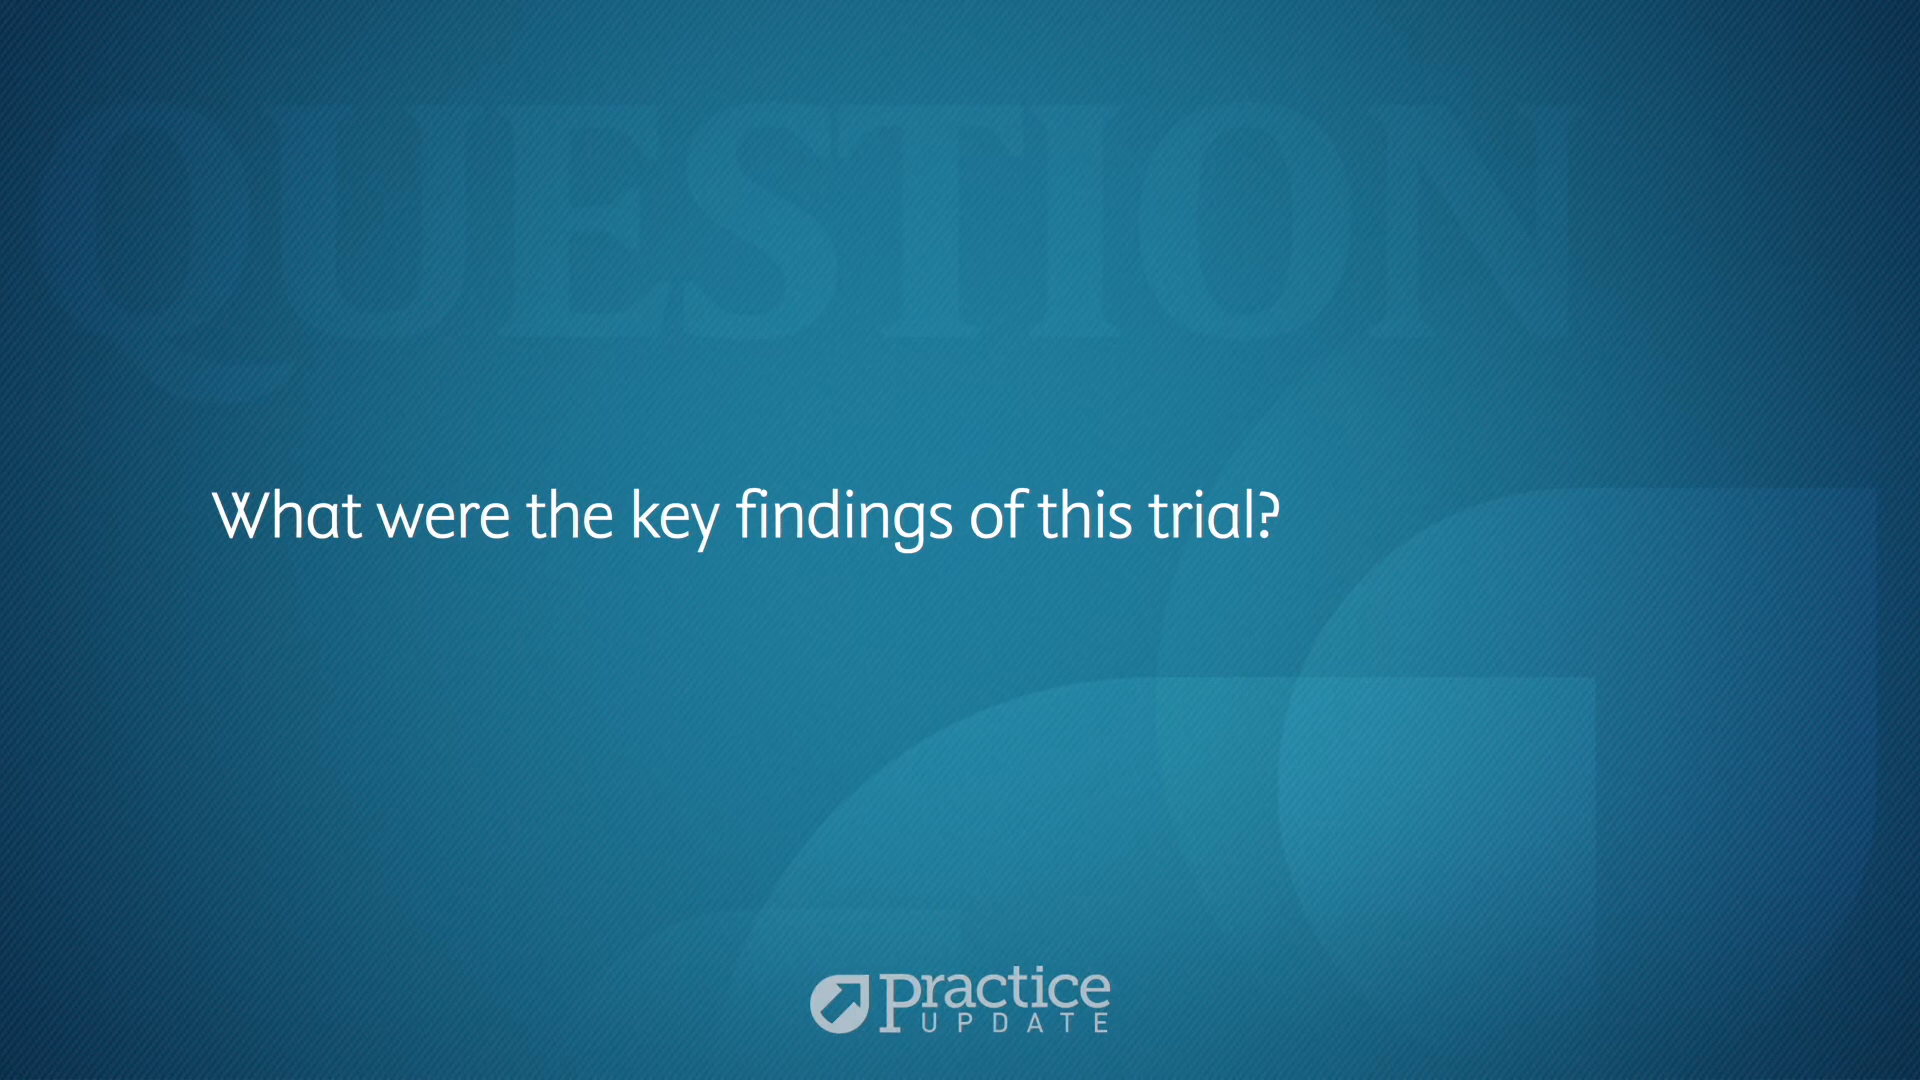 QUESTION
What were the key findings of this trial?
Practice
UPDATE